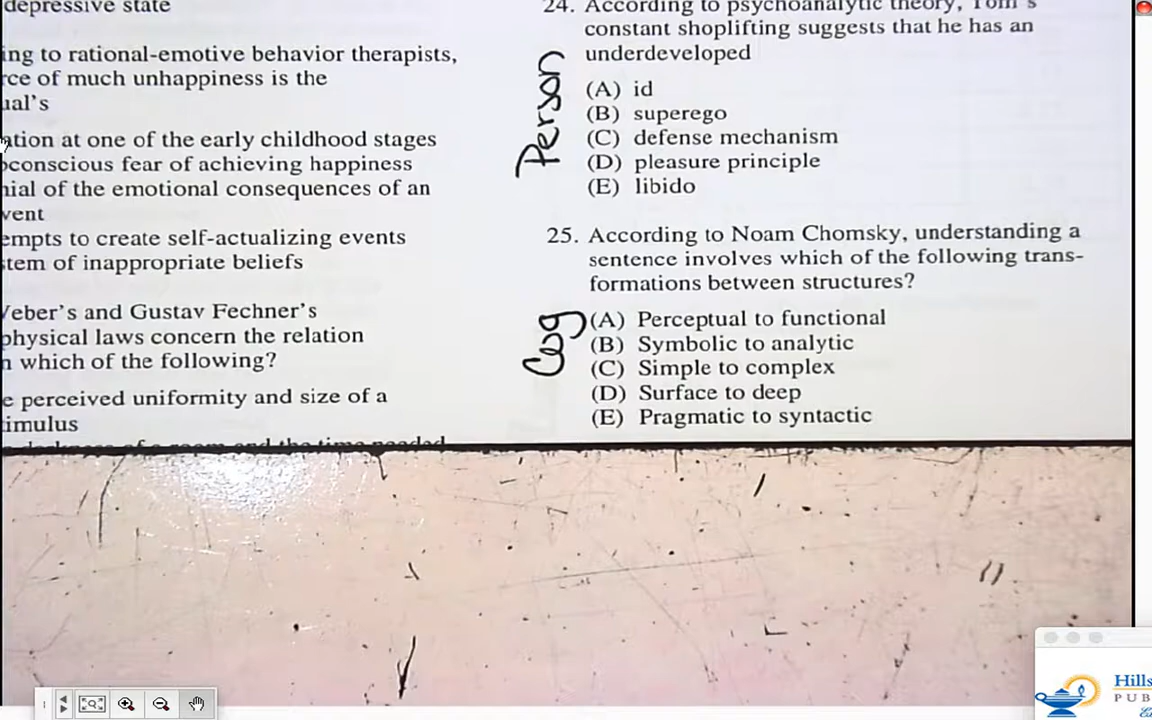 depressive state
ing to rational-emotive behavior therapists,
rce of much unhappiness is the
ual's
ation at one of the early childhood stages
bconscious fear of achieving happiness
nial of the emotional consequences of an
vent
empts to create self-actualizing events
stem of inappropriate beliefs
Veber's and Gustav Fechner's
physical laws concern the relation
n which of the following?
e perceived uniformity and size of a
timulus
24. According to psychoanalytic theory, Tom's
constant shoplifting suggests that he has an
underdeveloped
Person
(A) id
(B) superego
(C) defense mechanism
(D) pleasure principle
(E) libido
25. According to Noam Chomsky, understanding a
sentence involves which of the following trans-
formations between structures?
Cog
(A) Perceptual to functional
(B) Symbolic to analytic
(C) Simple to complex
(D) Surface to deep
(E) Pragmatic to syntactic
Hills
PUB